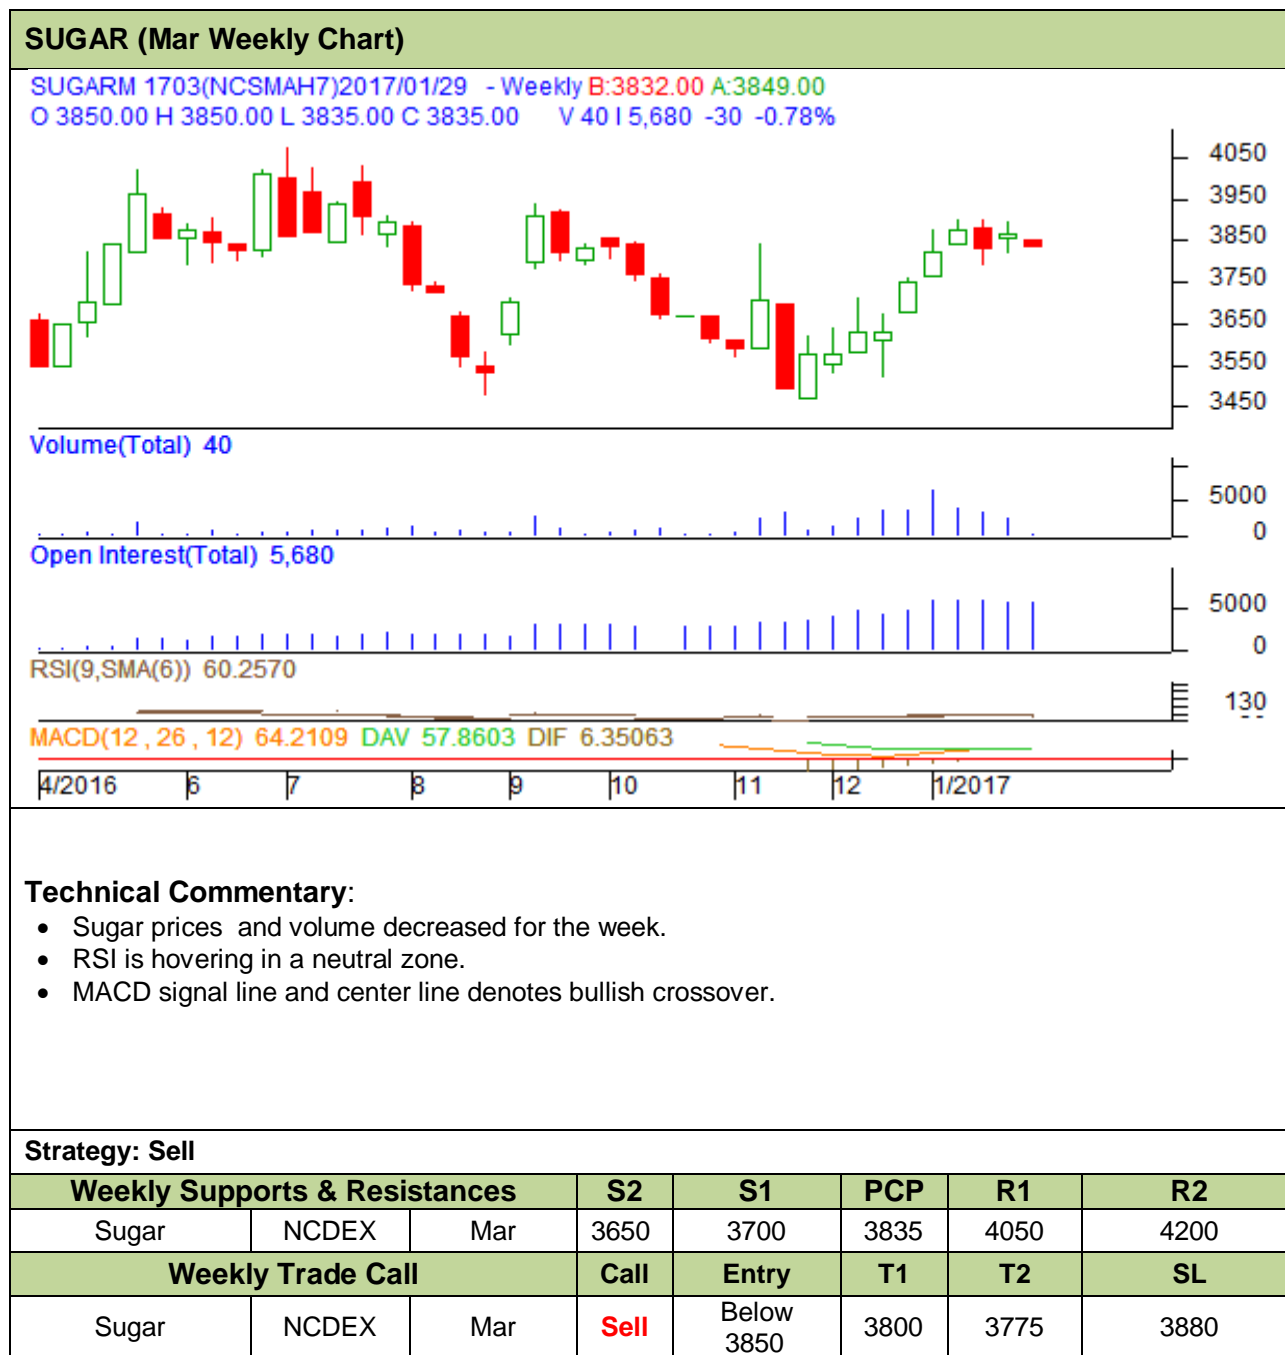 SUGAR (Mar Weekly Chart)
SUGARM 1703(NCSMAH7)2017/01/29 - Weekly B:3832.00 A:3849.00
O 3850.00 H 3850.00 L 3835.00 C 3835.00 V 40 I 5,680 -30 -0.78%
4050
3950
3850
3750
3650
3550
3450
Volume(Total) 40
5000
0
Open Interest(Total) 5,680
5000
0
RSI(9,SMA(6)) 60.2570
130
MACD(12 , 26 , 12) 64.2109 DAV 57.8603 DIF 6.35063
4/2016 6 7 8 9 10 11 12 1/2017
Technical Commentary:
• Sugar prices and volume decreased for the week.
• RSI is hovering in a neutral zone.
• MACD signal line and center line denotes bullish crossover.
Strategy: Sell
Weekly Supports & Resistances S2 S1 PCP R1 R2
Sugar NCDEX Mar 3650 3700 3835 4050 4200
Weekly Trade Call Call Entry T1 T2 SL
Sugar NCDEX Mar Sell Below 3850 3800 3775 3880